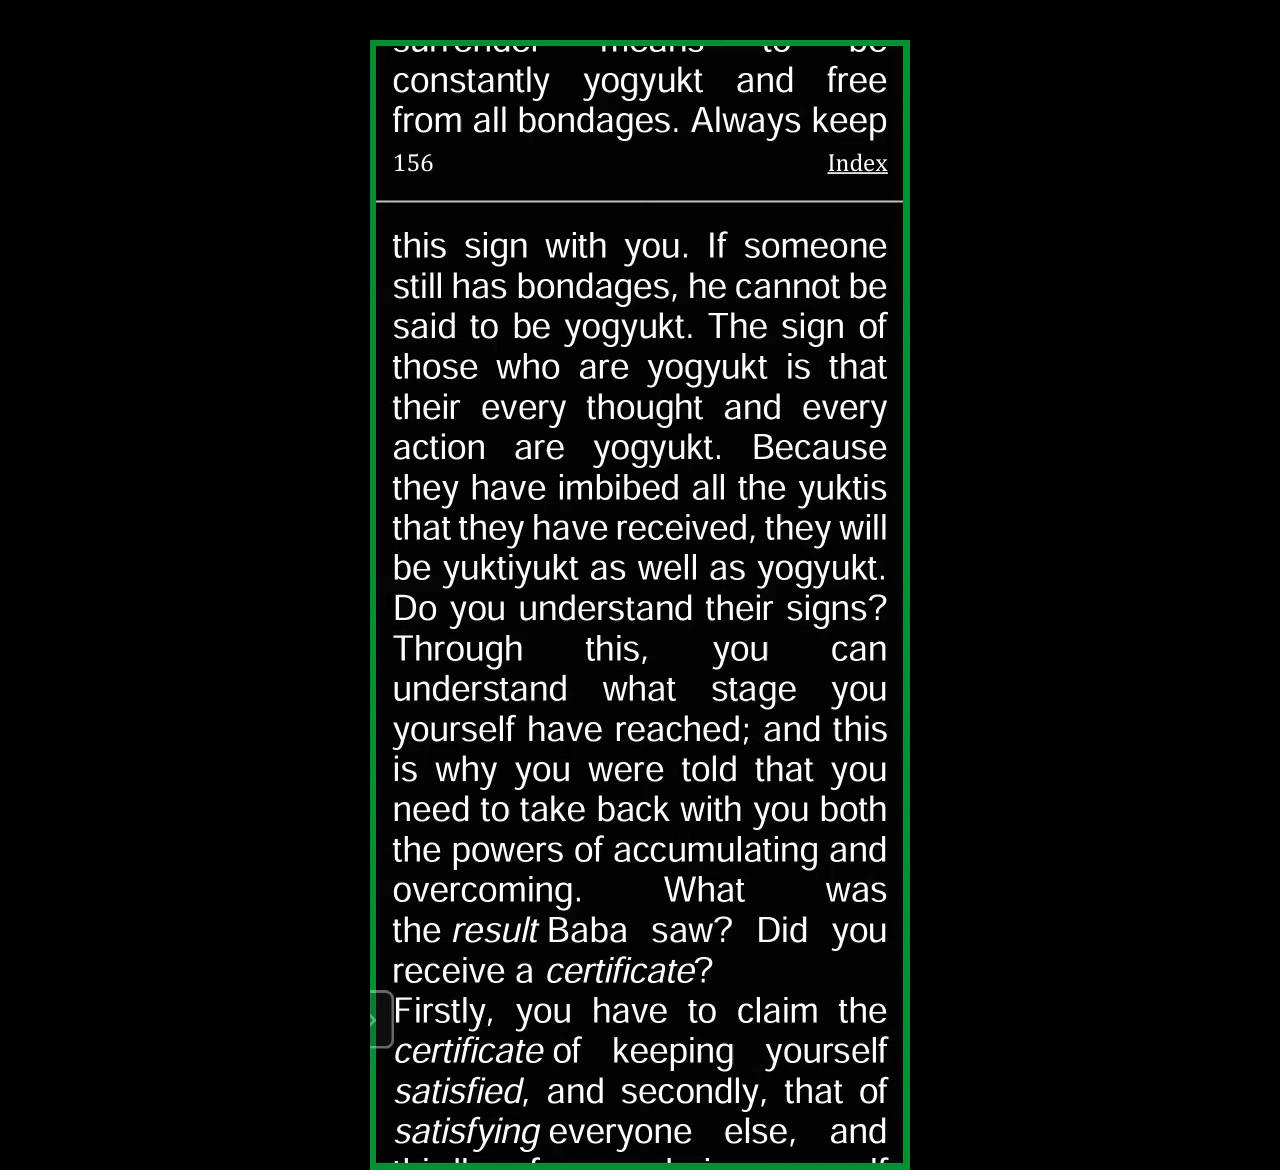 surrender means to be
constantly yogyukt and free
from all bondages. Always keep
156 Index
this sign with you. If someone
still has bondages, he cannot be
said to be yogyukt. The sign of
those who are yogyukt is that
their every thought and every
action are yogyukt. Because
they have imbibed all the yuktis
that they have received, they will
be yuktiyukt as well as yogyukt.
Do you understand their signs?
Through this, you can
understand what stage you
yourself have reached; and this
is why you were told that you
need to take back with you both
the powers of accumulating and
overcoming. What was
the result Baba saw? Did you
receive a certificate?
Firstly, you have to claim the
certificate of keeping yourself
satisfied, and secondly, that of
satisfying everyone else, and